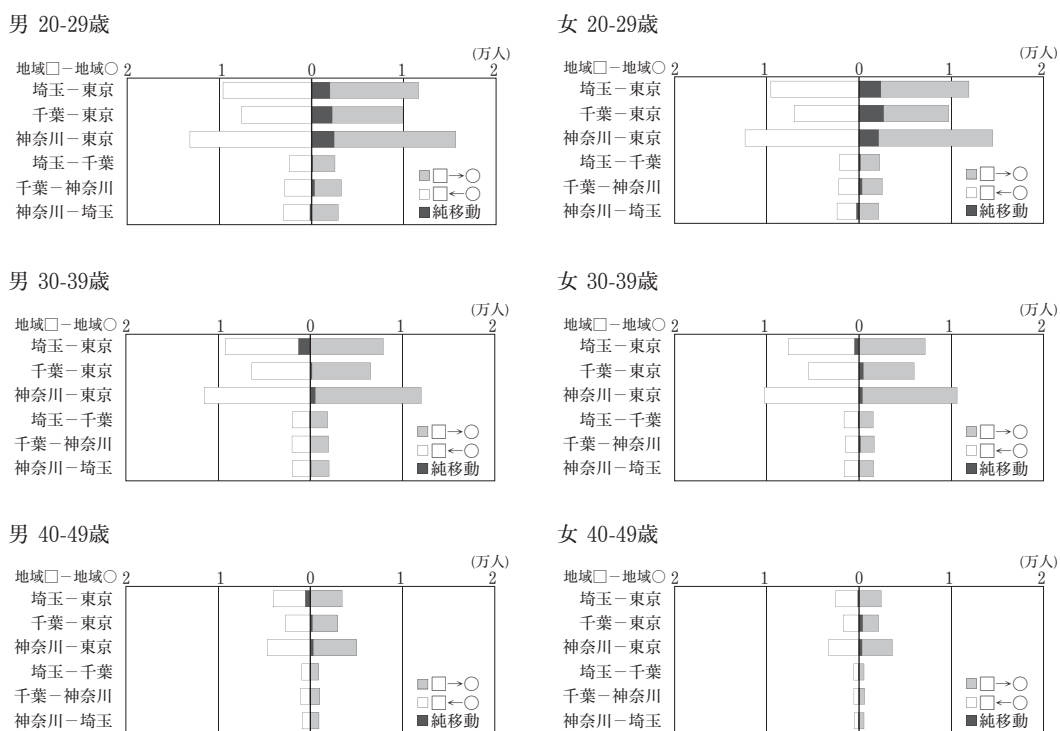 男 20-29歳
(万人)
地域□－地域○ 2 1 0 1 2
埼玉－東京
千葉－東京
神奈川－東京
埼玉－千葉
千葉－神奈川
神奈川－埼玉
□→○
□←○
純移動
女 20-29歳
(万人)
地域□－地域○ 2 1 0 1 2
埼玉－東京
千葉－東京
神奈川－東京
埼玉－千葉
千葉－神奈川
神奈川－埼玉
□→○
□←○
純移動
男 30-39歳
(万人)
地域□－地域○ 2 1 0 1 2
埼玉－東京
千葉－東京
神奈川－東京
埼玉－千葉
千葉－神奈川
神奈川－埼玉
□→○
□←○
純移動
女 30-39歳
(万人)
地域□－地域○ 2 1 0 1 2
埼玉－東京
千葉－東京
神奈川－東京
埼玉－千葉
千葉－神奈川
神奈川－埼玉
□→○
□←○
純移動
男 40-49歳
(万人)
地域□－地域○ 2 1 0 1 2
埼玉－東京
千葉－東京
神奈川－東京
埼玉－千葉
千葉－神奈川
神奈川－埼玉
□→○
□←○
純移動
女 40-49歳
(万人)
地域□－地域○ 2 1 0 1 2
埼玉－東京
千葉－東京
神奈川－東京
埼玉－千葉
千葉－神奈川
神奈川－埼玉
□→○
□←○
純移動